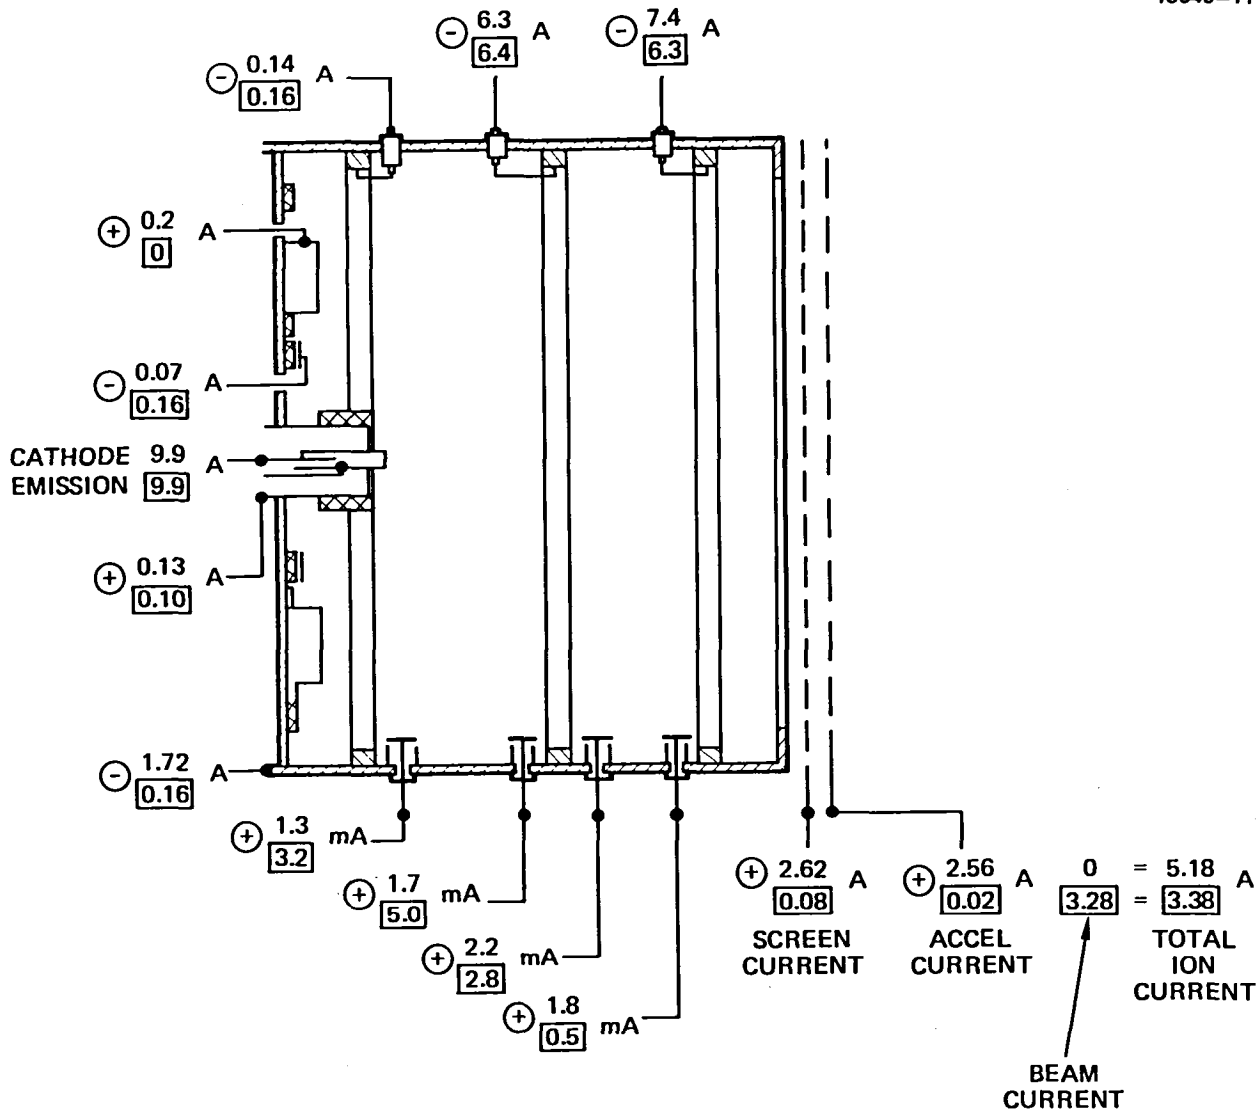 ⊖ 6.3 A
6.4
⊖ 7.4 A
6.3
⊖ 0.14 A
0.16
⊕ 0.2 A
0
⊖ 0.07 A
0.16
CATHODE 9.9 A
EMISSION 9.9
⊕ 0.13 A
0.10
⊖ 1.72 A
0.16
⊕ 1.3 mA
3.2
⊕ 1.7 mA
5.0
⊕ 2.2 mA
2.8
⊕ 1.8 mA
0.5
⊕ 2.62 A
0.08
SCREEN
CURRENT
⊕ 2.56 A
0.02
ACCEL
CURRENT
0 = 5.18 A
3.28 = 3.38
TOTAL
ION
CURRENT
BEAM
CURRENT